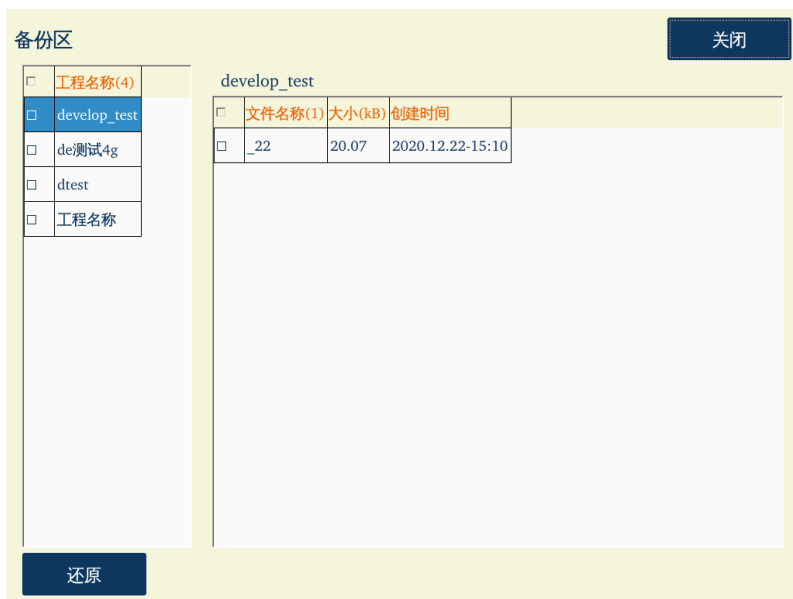 备份区
关闭
工程名称(4)
develop_test
de测试4g
dtest
工程名称
develop_test
文件名称(1) 大小(kB) 创建时间
_22 20.07 2020.12.22-15:10
还原